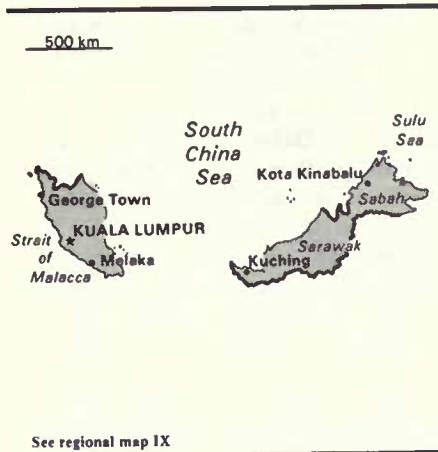 500 km
South
China
Sea
Sulu
Saa
Kota Kinabalu
Sabah
George Town
KUALA LUMPUR
Strait
of
Malacca
Melaka
Sarawak
Kuching
See regional map IX